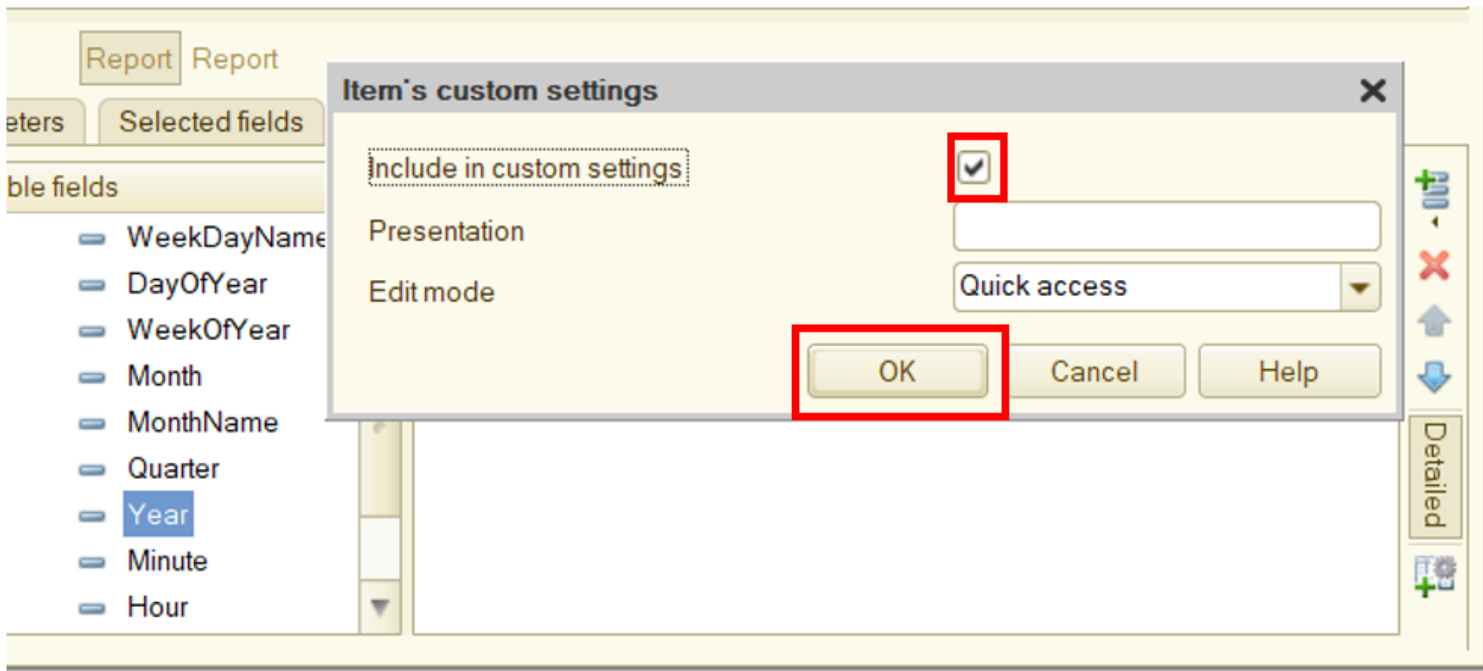 Report Report
Item's custom settings
eters Selected fields
Include in custom settings
ble fields
Presentation
WeekDayName
DayOfYear
Edit mode Quick access
WeekOfYear
Month
OK Cancel Help
MonthName
Detailed
Quarter
Year
Minute
Hour